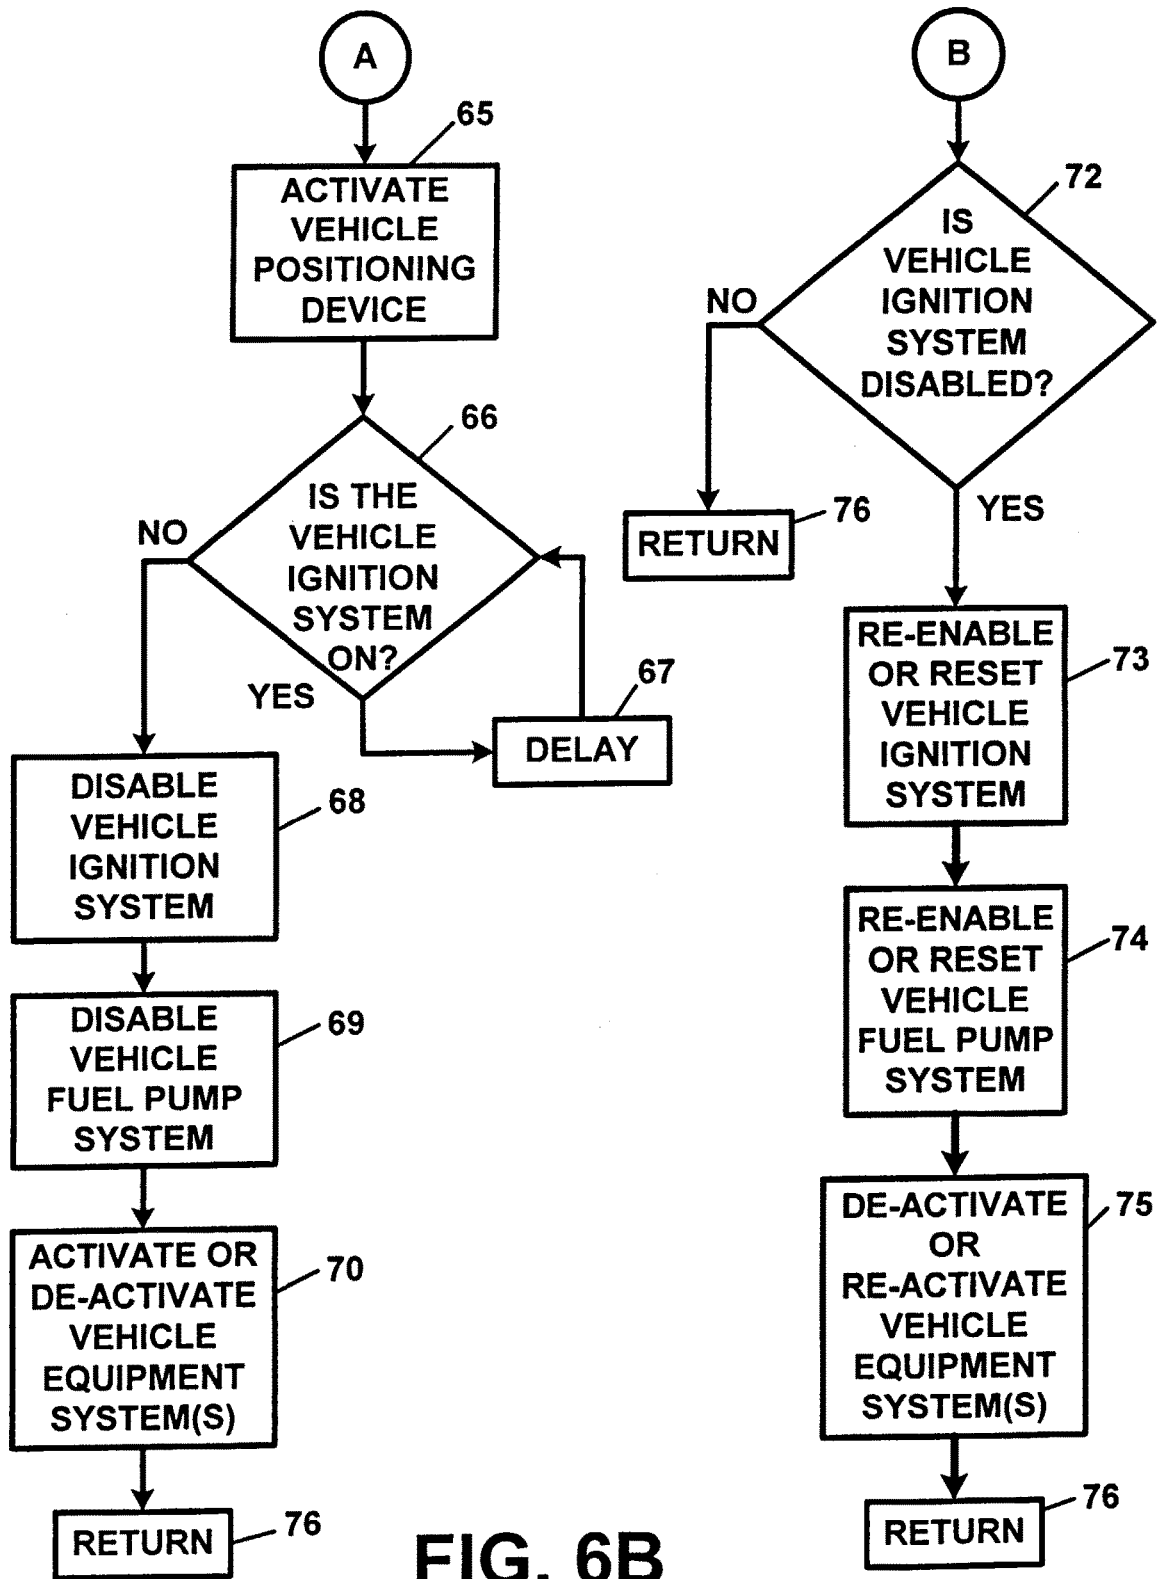 A
65
ACTIVATE
VEHICLE
POSITIONING
DEVICE
66
IS THE
VEHICLE
IGNITION
SYSTEM
ON?
NO
YES
67
DELAY
DISABLE
VEHICLE
IGNITION
SYSTEM
68
DISABLE
VEHICLE
FUEL PUMP
SYSTEM
69
ACTIVATE OR
DE-ACTIVATE
VEHICLE
EQUIPMENT
SYSTEM(S)
70
RETURN
76
B
72
IS
VEHICLE
IGNITION
SYSTEM
DISABLED?
NO
76
RETURN
YES
RE-ENABLE
OR RESET
VEHICLE
IGNITION
SYSTEM
73
RE-ENABLE
OR RESET
VEHICLE
FUEL PUMP
SYSTEM
74
DE-ACTIVATE
OR
RE-ACTIVATE
VEHICLE
EQUIPMENT
SYSTEM(S)
75
RETURN
76
FIG. 6B